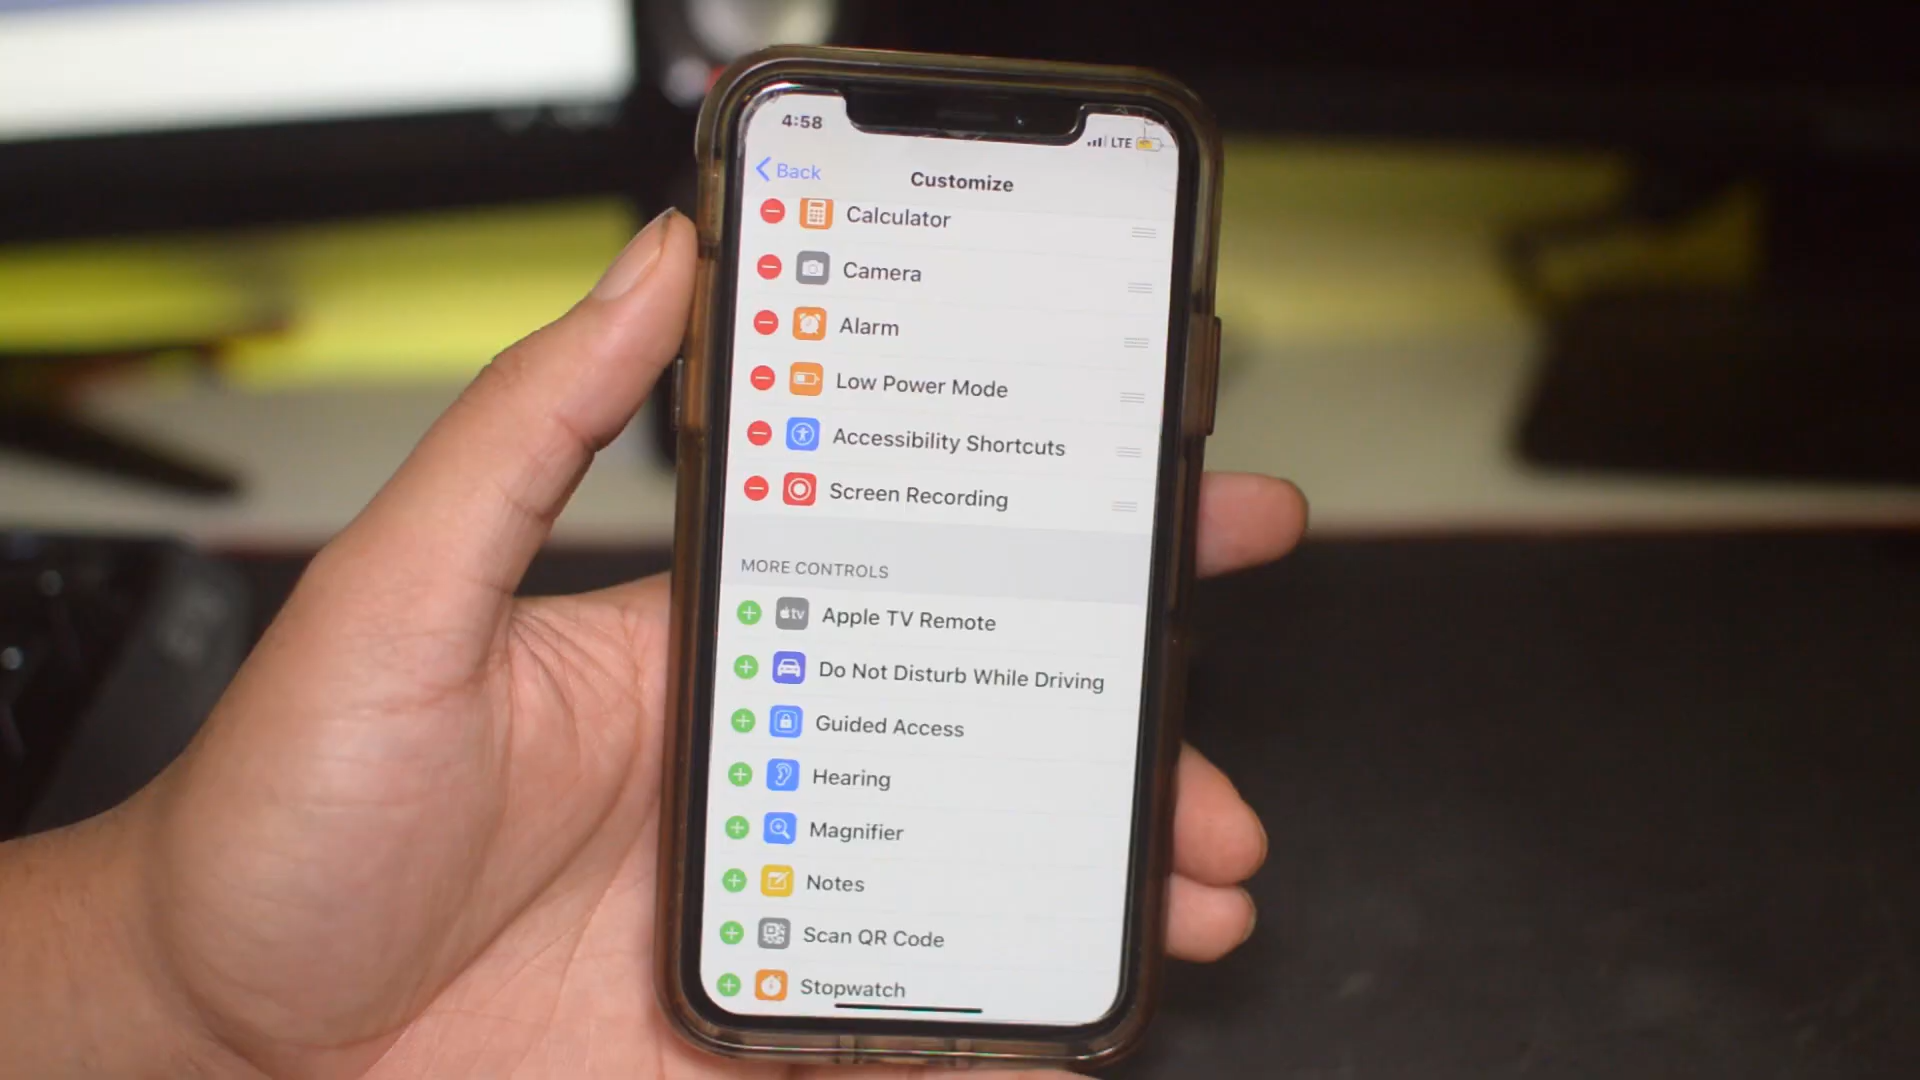 4:58
LTE
Back
Customize
Calculator
Camera
Alarm
Low Power Mode
Accessibility Shortcuts
Screen Recording
MORE CONTROLS
tv
Apple TV Remote
Do Not Disturb While Driving
Guided Access
Hearing
Magnifier
Notes
Scan QR Code
Stopwatch